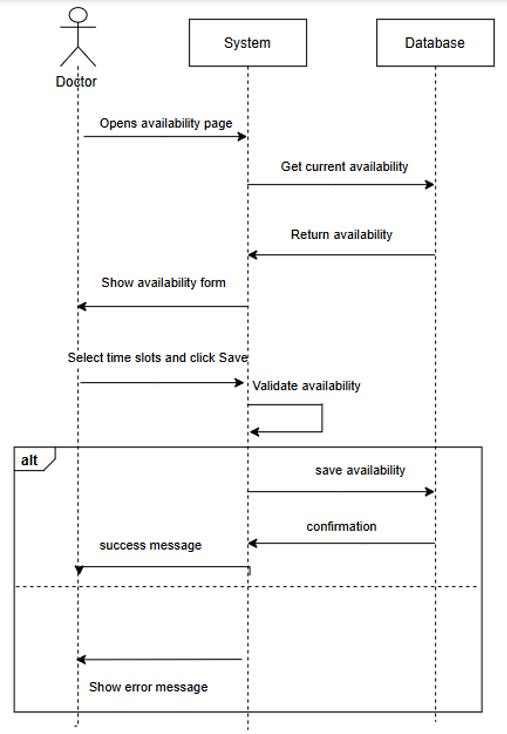 System
Database
Doctor
Opens availability page
Get current availability
Return availability
Show availability form
Select time slots and click Save
Validate availability
alt
save availability
confirmation
success message
Show error message